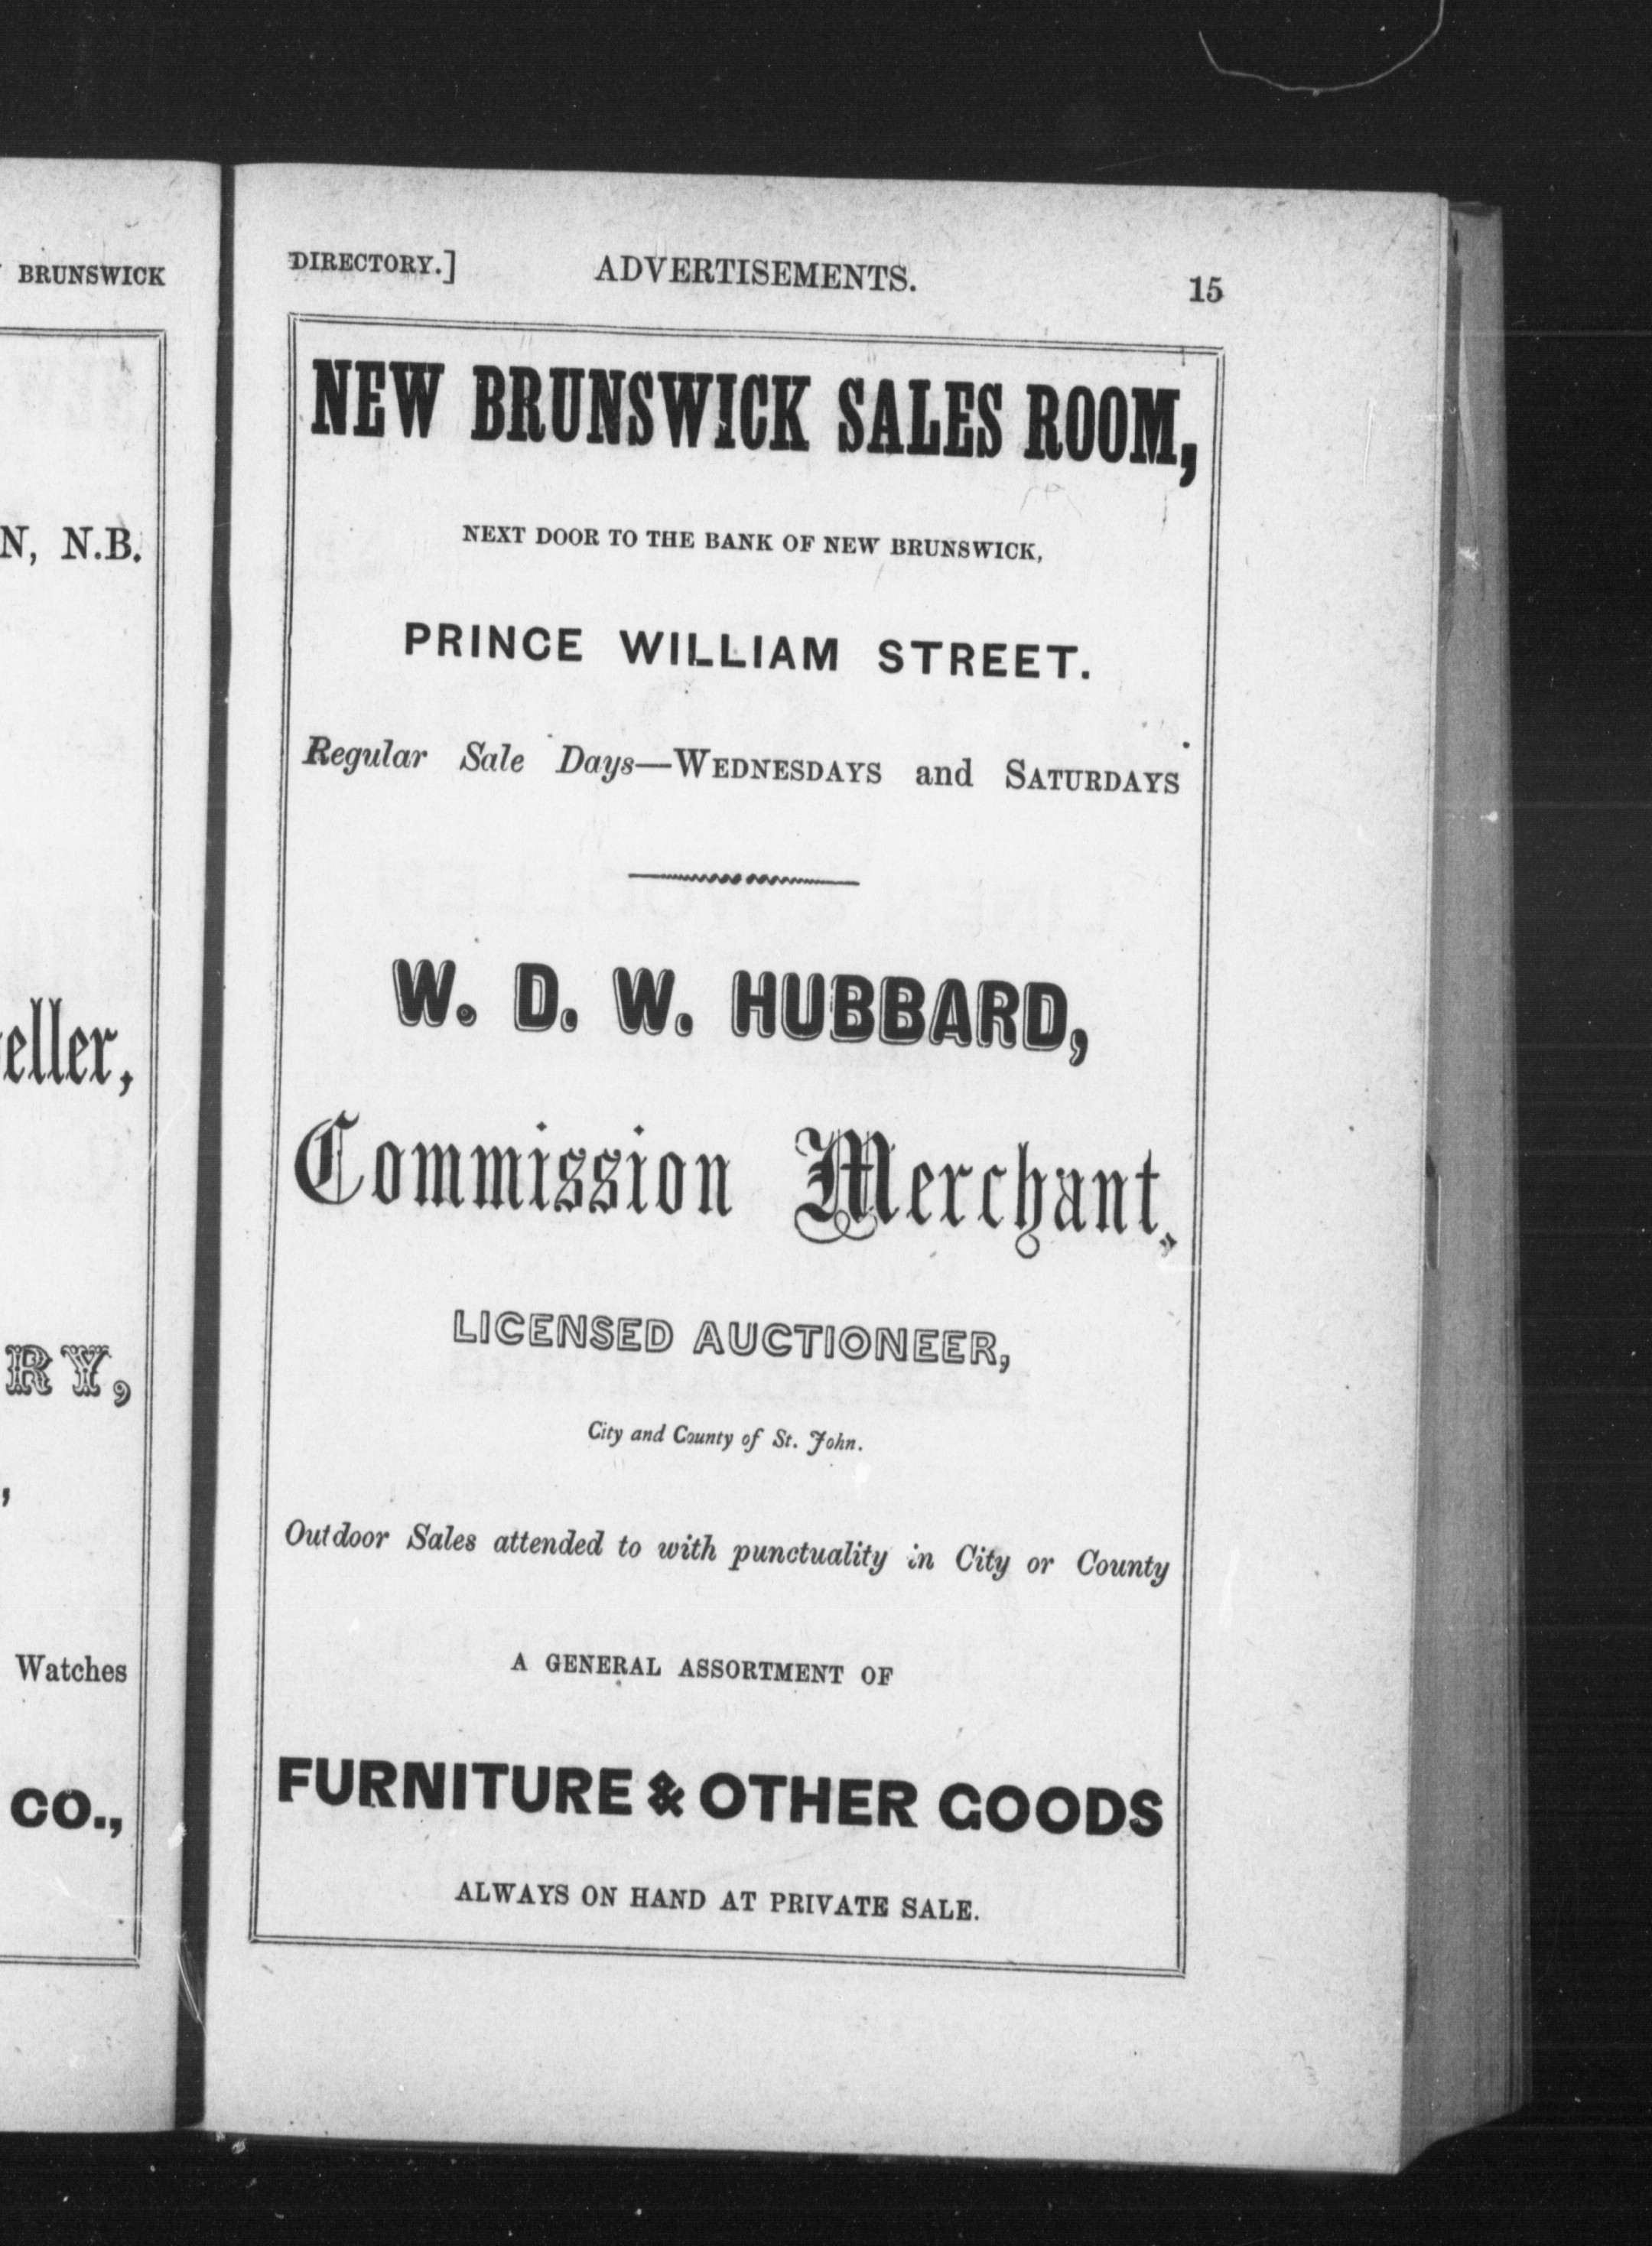 BRUNSWICK
N, N.B.
eller,
RY,
,
Watches
CO.,
DIRECTORY.] ADVERTISEMENTS. 15
NEW BRUNSWICK SALES ROOM,
NEXT DOOR TO THE BANK OF NEW BRUNSWICK,
PRINCE WILLIAM STREET.
Regular Sale Days—WEDNESDAYS and SATURDAYS
W. D. W. HUBBARD,
Commission Merchant,
LICENSED AUCTIONEER,
City and County of St. John.
Outdoor Sales attended to with punctuality in City or County
A GENERAL ASSORTMENT OF
FURNITURE & OTHER GOODS
ALWAYS ON HAND AT PRIVATE SALE.